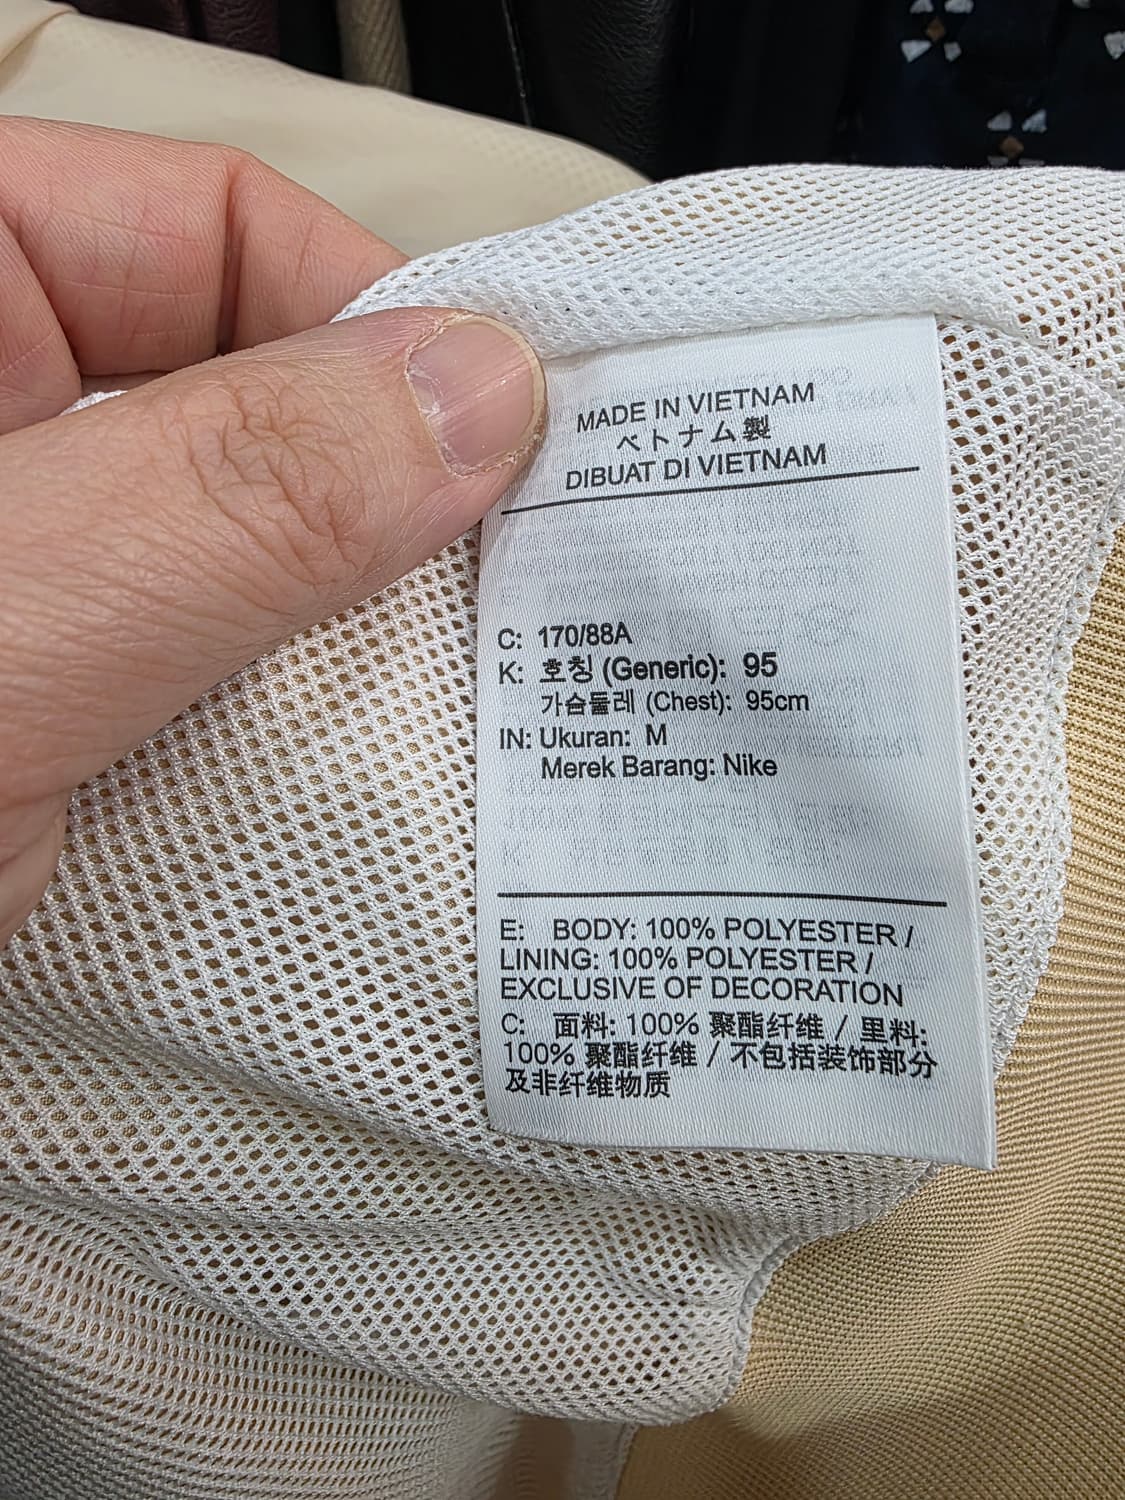 MADE IN VIETNAM
ベトナム製
DIBUAT DI VIETNAM
C: 170/88A
K: 호칭 (Generic): 95
가슴둘레 (Chest): 95cm
IN: Ukuran: M
Merek Barang: Nike
E: BODY: 100% POLYESTER /
LINING: 100% POLYESTER /
EXCLUSIVE OF DECORATION
C: 面料: 100% 聚酯纤维 / 里料:
100% 聚酯纤维 / 不包括装饰部分
及非纤维物质